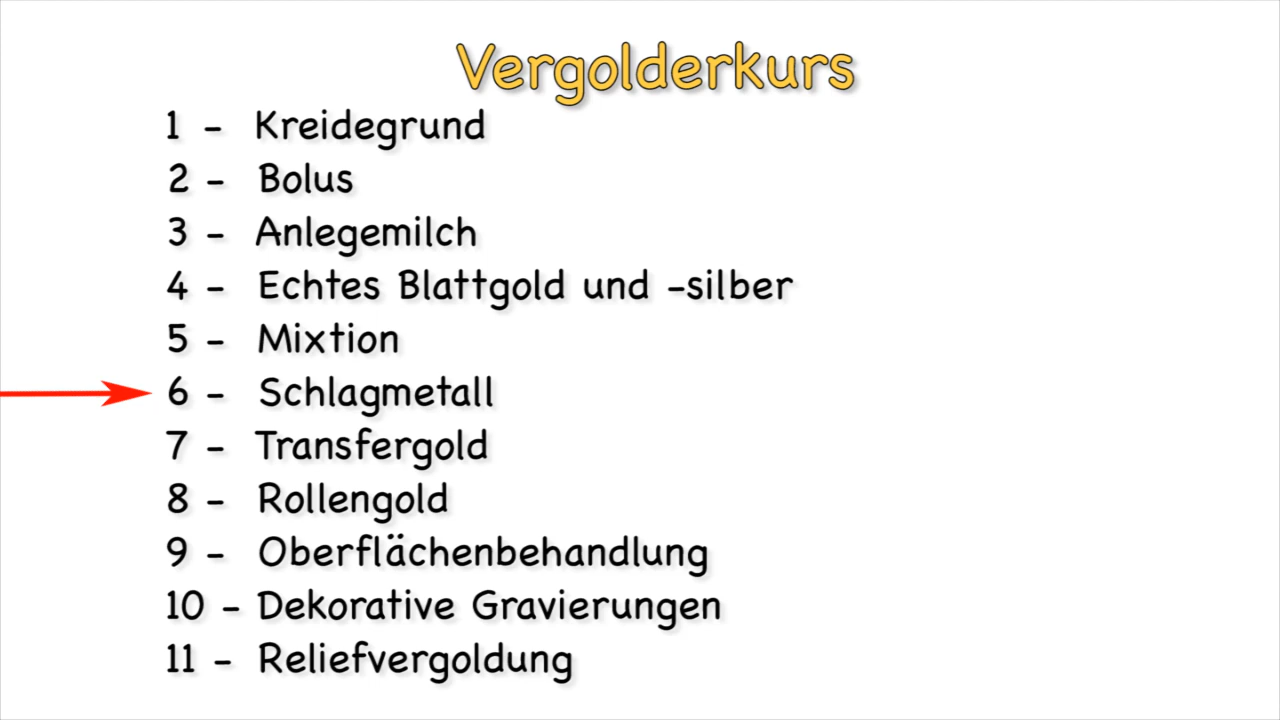 Vergolderkurs
1 - Kreidegrund
2 - Bolus
3 - Anlegemilch
4 - Echtes Blattgold und -silber
5 - Mixtion
6 - Schlagmetall
7 - Transfergold
8 - Rollengold
9 - Oberflächenbehandlung
10 - Dekorative Gravierungen
11 - Reliefvergoldung